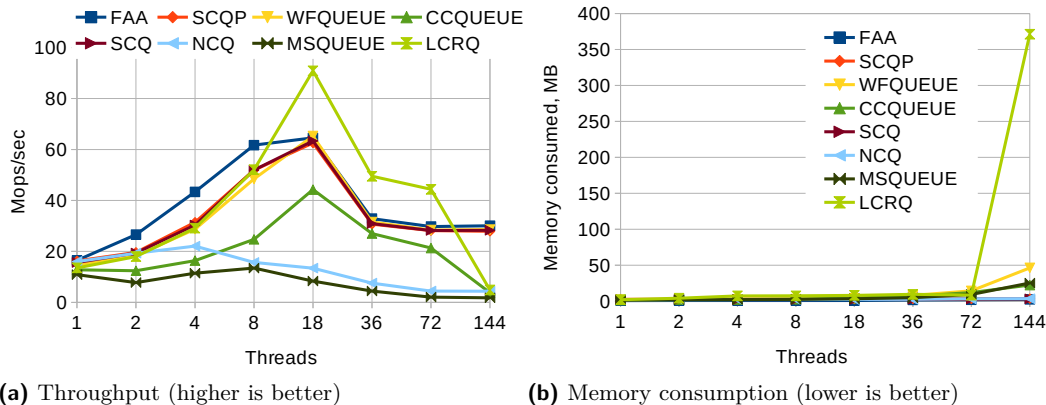 FAA SCQP WFQUEUE CCQUEUE
SCQ NCQ MSQUEUE LCRQ
100
80
60
40
20
0
Mops/sec
1 2 4 8 18 36 72 144
Threads
(a) Throughput (higher is better)
400
350
300
250
200
150
100
50
0
Memory consumed, MB
FAA
SCQP
WFQUEUE
CCQUEUE
SCQ
NCQ
MSQUEUE
LCRQ
1 2 4 8 18 36 72 144
Threads
(b) Memory consumption (lower is better)